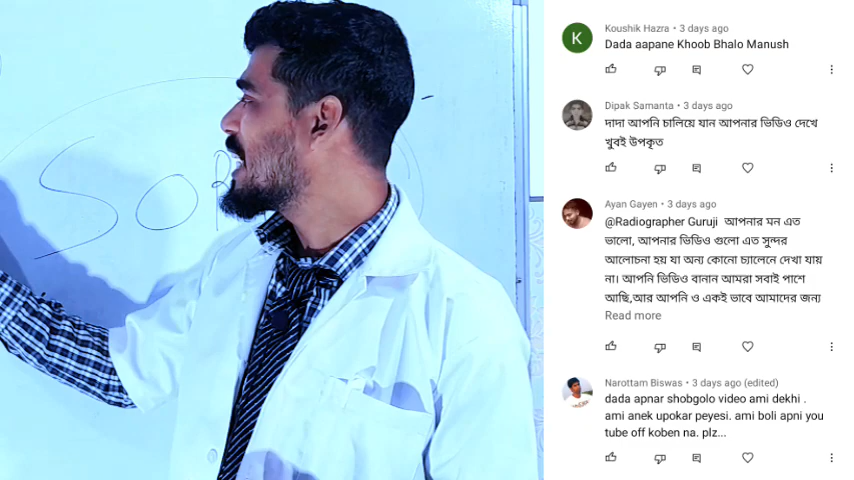 SOR
Koushik Hazra • 3 days ago
Dada aapane Khoob Bhalo Manush
Dipak Samanta • 3 days ago
দাদা আপনি চালিয়ে যান আপনার ভিডিও দেখে
খুবই উপকৃত
Ayan Gayen • 3 days ago
@Radiographer Guruji আপনার মন এত
ভালো, আপনার ভিডিও গুলো এত সুন্দর
আলোচনা হয় যা অন্য কোনো চ্যালেনে দেখা যায়
না। আপনি ভিডিও বানান আমরা সবাই পাশে
আছি,আর আপনি ও একই ভাবে আমাদের জন্য
Read more
Narottam Biswas • 3 days ago (edited)
dada apnar shobgolo video ami dekhi .
ami anek upokar peyesi. ami boli apni you
tube off koben na. plz...